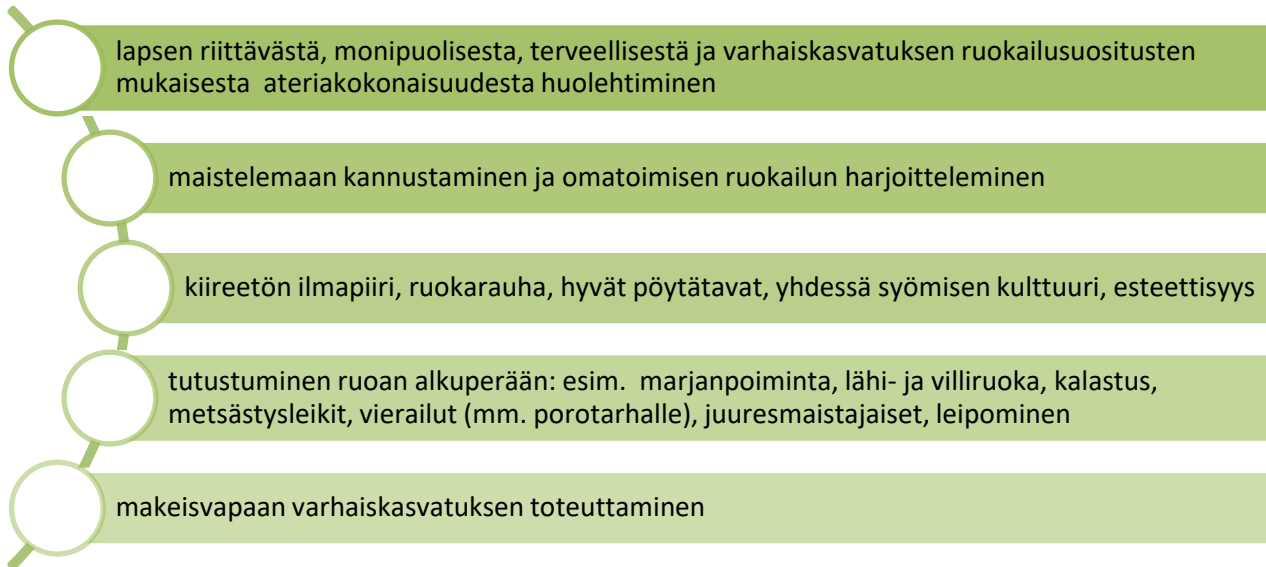 lapsen riittävästä, monipuolisesta, terveellisestä ja varhaiskasvatuksen ruokailusuositusten
mukaisesta  ateriakokonaisuudesta huolehtiminen
maistelemaan kannustaminen ja omatoimisen ruokailun harjoitteleminen
kiireetön ilmapiiri, ruokarauha, hyvät pöytätavat, yhdessä syömisen kulttuuri, esteettisyys
tutustuminen ruoan alkuperään: esim.  marjanpoiminta, lähi- ja villiruoka, kalastus,
metsästysleikit, vierailut (mm. porotarhalle), juuresmaistajaiset, leipominen
makeisvapaan varhaiskasvatuksen toteuttaminen